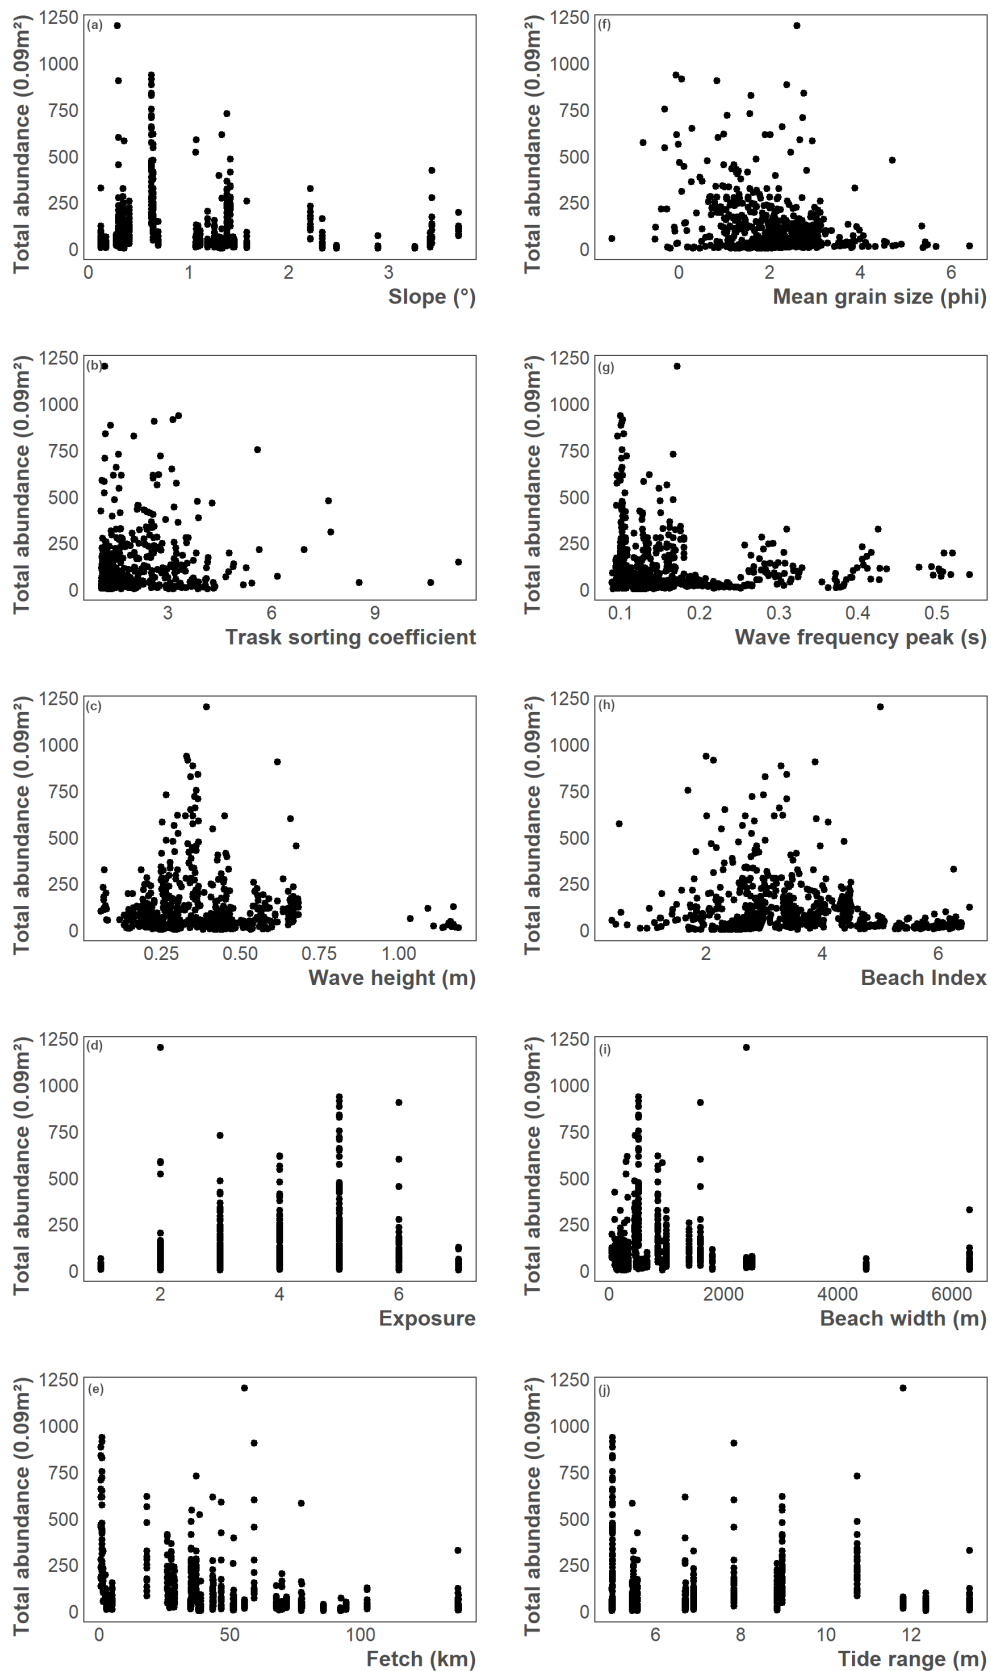 (a)
Total abundance (0.09m²)
1250
1000
750
500
250
0
0 1 2 3
Slope (°)
(f)
Total abundance (0.09m²)
1250
1000
750
500
250
0
0 2 4 6
Mean grain size (phi)
(b)
Total abundance (0.09m²)
1250
1000
750
500
250
0
3 6 9
Trask sorting coefficient
(g)
Total abundance (0.09m²)
1250
1000
750
500
250
0
0.1 0.2 0.3 0.4 0.5
Wave frequency peak (s)
(c)
Total abundance (0.09m²)
1250
1000
750
500
250
0
0.25 0.50 0.75 1.00
Wave height (m)
(h)
Total abundance (0.09m²)
1250
1000
750
500
250
0
2 4 6
Beach Index
(d)
Total abundance (0.09m²)
1250
1000
750
500
250
0
2 4 6
Exposure
(i)
Total abundance (0.09m²)
1250
1000
750
500
250
0
0 2000 4000 6000
Beach width (m)
(e)
Total abundance (0.09m²)
1250
1000
750
500
250
0
0 50 100
Fetch (km)
(j)
Total abundance (0.09m²)
1250
1000
750
500
250
0
6 8 10 12
Tide range (m)